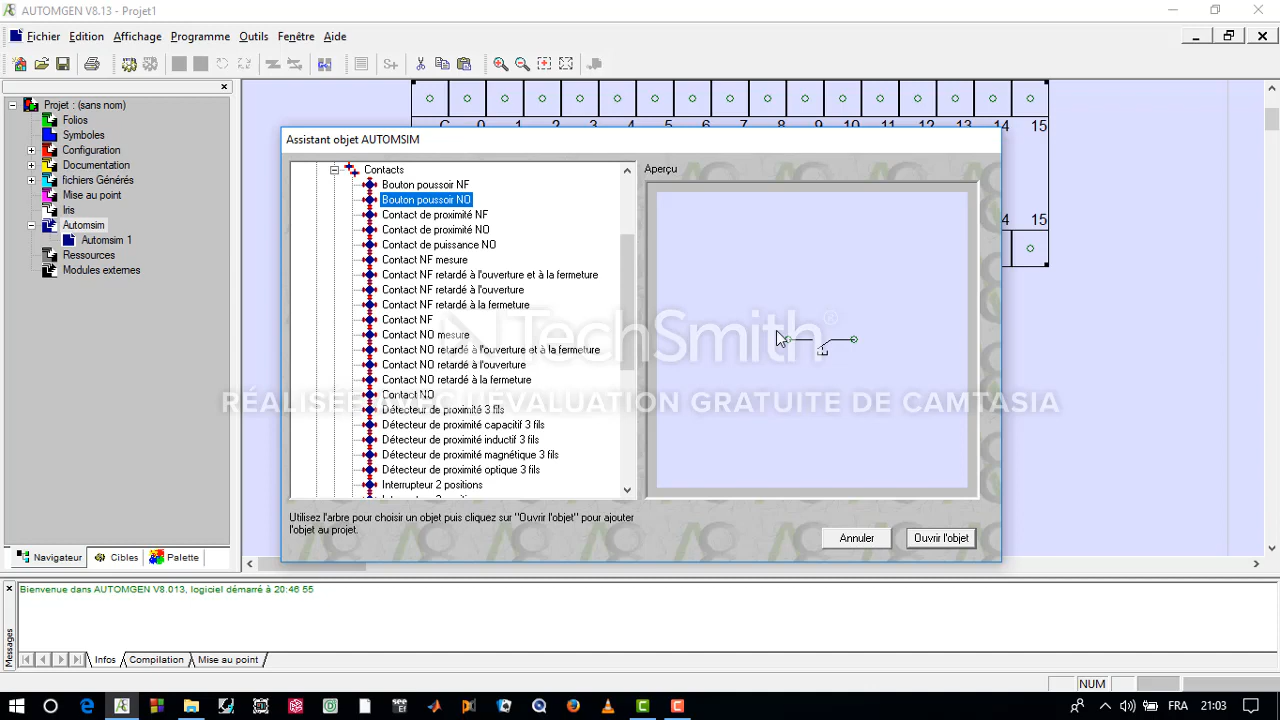 AUTOMGEN V8.13 - Projet1
Fichier Edition Affichage Programme Outils Fenêtre Aide
Projet : (sans nom)
Folios
Symboles
Configuration
Documentation
fichiers Générés
Mise au point
Iris
Automsim
Automsim 1
Ressources
Modules externes
Navigateur Cibles Palette
C 0 1 2 3 4 5 6 7 8 9 10 11 12 13 14 15
4 15
Assistant objet AUTOMSIM
Contacts
Bouton poussoir NF
Bouton poussoir NO
Contact de proximité NF
Contact de proximité NO
Contact de puissance NO
Contact NF mesure
Contact NF retardé à l'ouverture et à la fermeture
Contact NF retardé à l'ouverture
Contact NF retardé à la fermeture
Contact NF
Contact NO mesure
Contact NO retardé à l'ouverture et à la fermeture
Contact NO retardé à l'ouverture
Contact NO retardé à la fermeture
Contact NO
Détecteur de proximité 3 fils
Détecteur de proximité capacitif 3 fils
Détecteur de proximité inductif 3 fils
Détecteur de proximité magnétique 3 fils
Détecteur de proximité optique 3 fils
Interrupteur 2 positions
Aperçu
TechSmith®
RÉALISÉ AVEC L'ÉVALUATION GRATUITE DE CAMTASIA
Utilisez l'arbre pour choisir un objet puis cliquez sur "Ouvrir l'objet" pour ajouter
l'objet au projet.
Annuler Ouvrir l'objet
Bienvenue dans AUTOMGEN V8.013, logiciel démarré à 20:46 55
Messages
Infos Compilation Mise au point
NUM
FRA 21:03